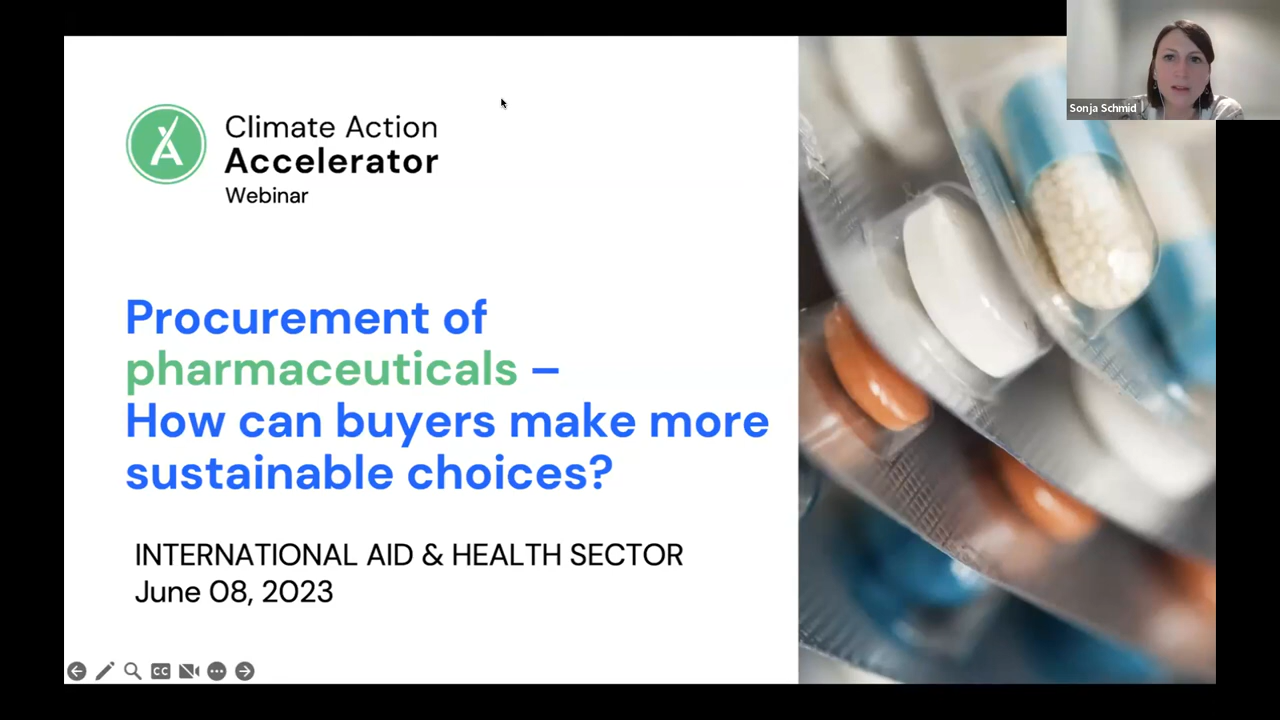 Climate Action
Accelerator
Webinar
Sonja Schmid
Procurement of
pharmaceuticals –
How can buyers make more
sustainable choices?
INTERNATIONAL AID & HEALTH SECTOR
June 08, 2023
CC